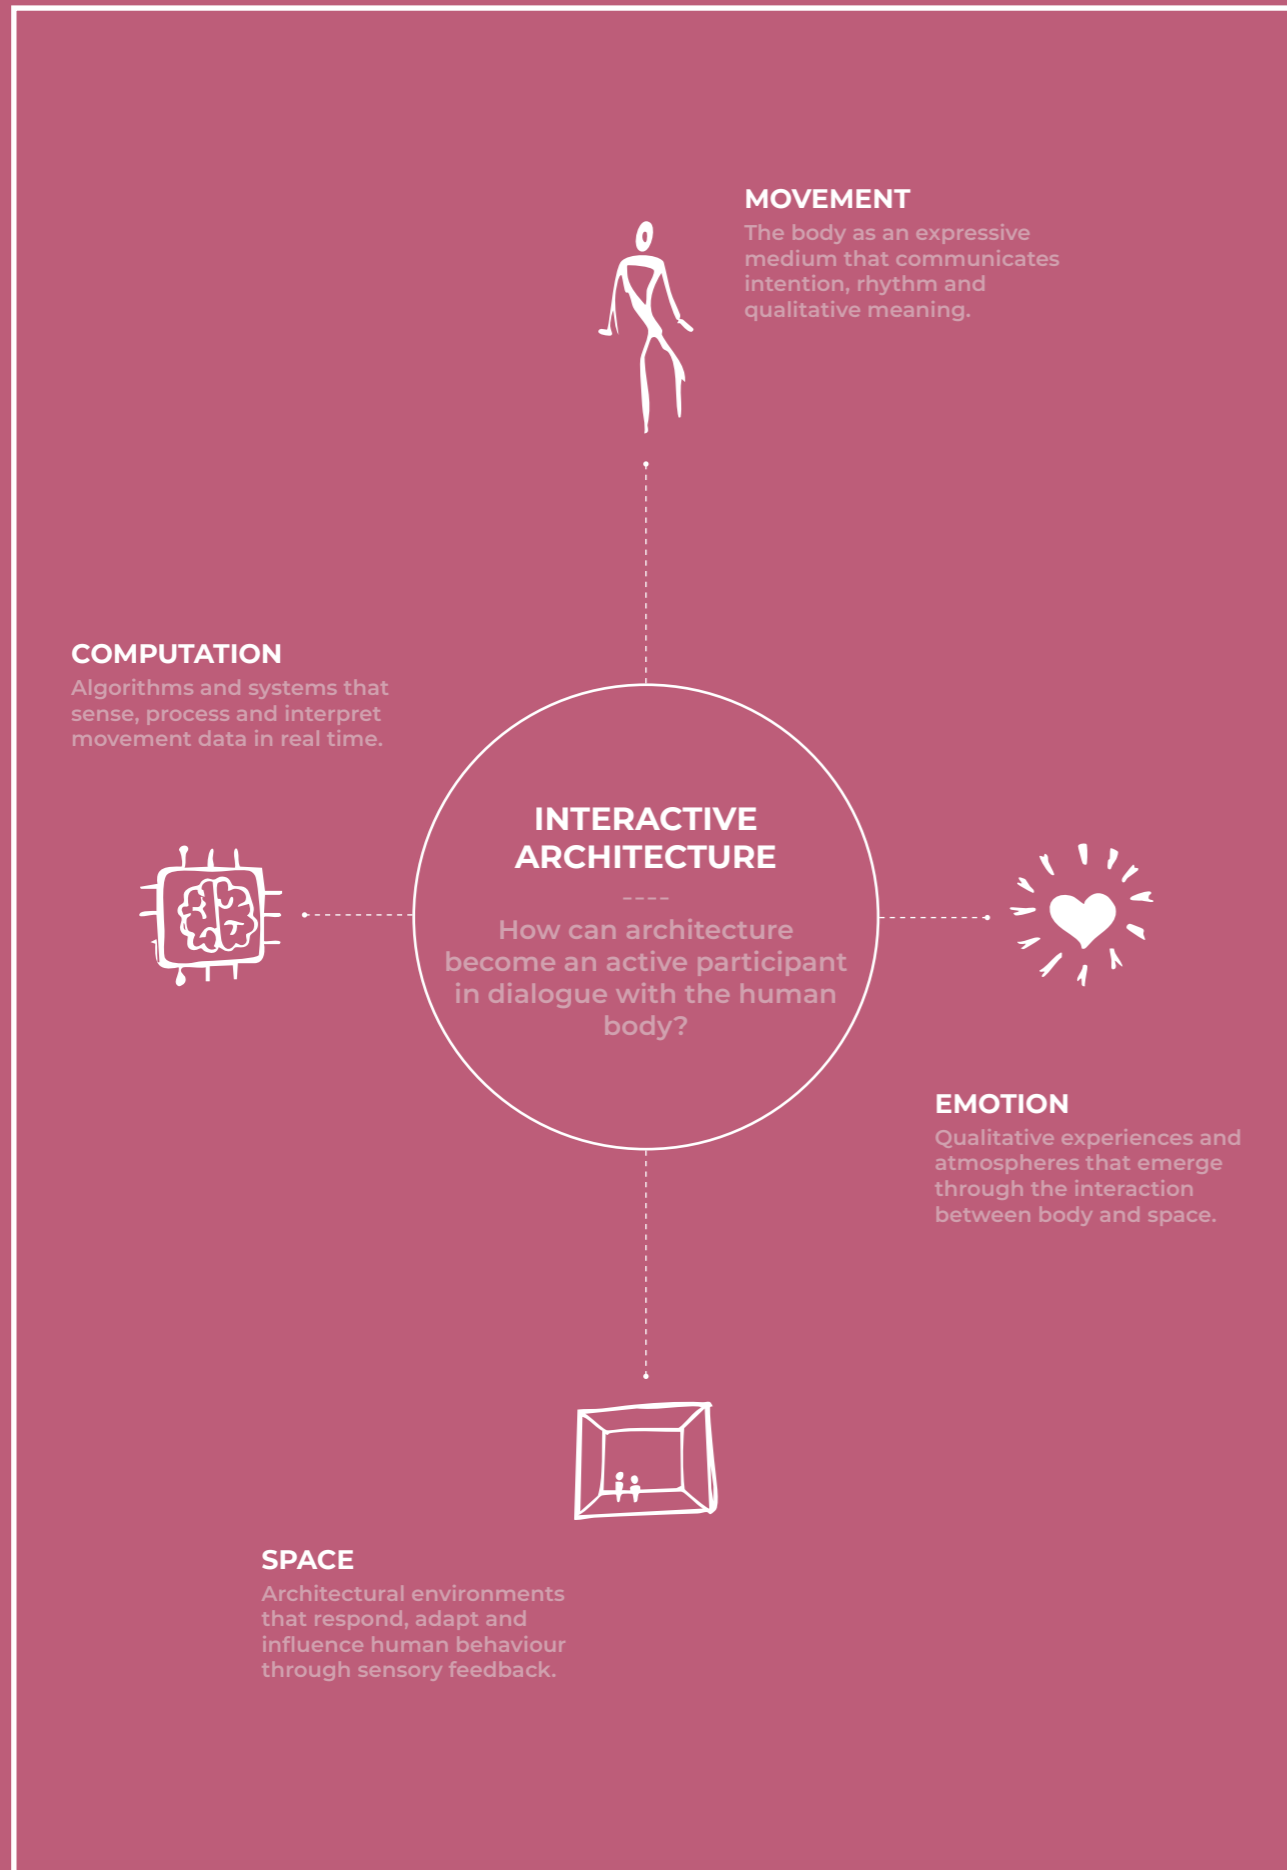 MOVEMENT
The body as an expressive
medium that communicates
intention, rhythm and
qualitative meaning.
COMPUTATION
Algorithms and systems that
sense, process and interpret
movement data in real time.
INTERACTIVE
ARCHITECTURE
----
How can architecture
become an active participant
in dialogue with the human
body?
EMOTION
Qualitative experiences and
atmospheres that emerge
through the interaction
between body and space.
SPACE
Architectural environments
that respond, adapt and
influence human behaviour
through sensory feedback.